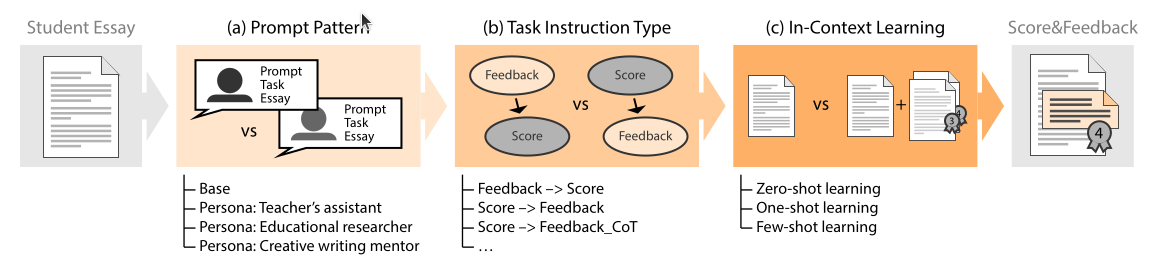 Student Essay
(a) Prompt Pattern
(b) Task Instruction Type
(c) In-Context Learning
Score&Feedback
Prompt
Task
Essay
vs
Prompt
Task
Essay
Feedback
Score
vs
Score
Feedback
vs
+
3
4
4
Base
Persona: Teacher’s assistant
Persona: Educational researcher
Persona: Creative writing mentor
Feedback –> Score
Score –> Feedback
Score –> Feedback_CoT
...
Zero-shot learning
One-shot learning
Few-shot learning